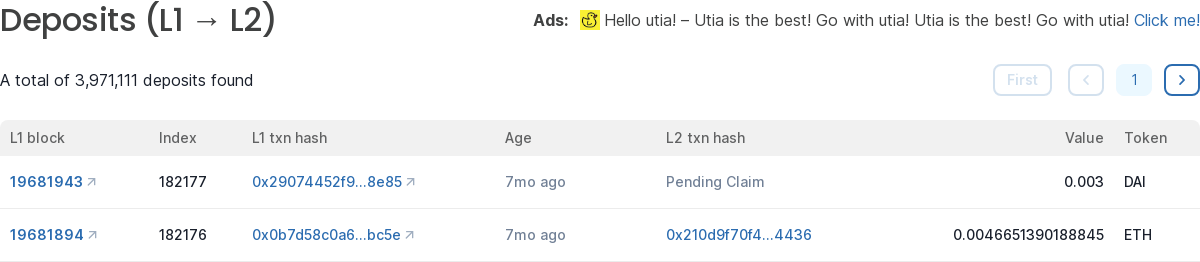 Deposits (L1 → L2)
Ads: Hello utia! – Utia is the best! Go with utia! Utia is the best! Go with utia! Click me!
A total of 3,971,111 deposits found
First 1
L1 block Index L1 txn hash Age L2 txn hash Value Token
19681943 182177 0x29074452f9...8e85 7mo ago Pending Claim 0.003 DAI
19681894 182176 0x0b7d58c0a6...bc5e 7mo ago 0x210d9f70f4...4436 0.0046651390188845 ETH